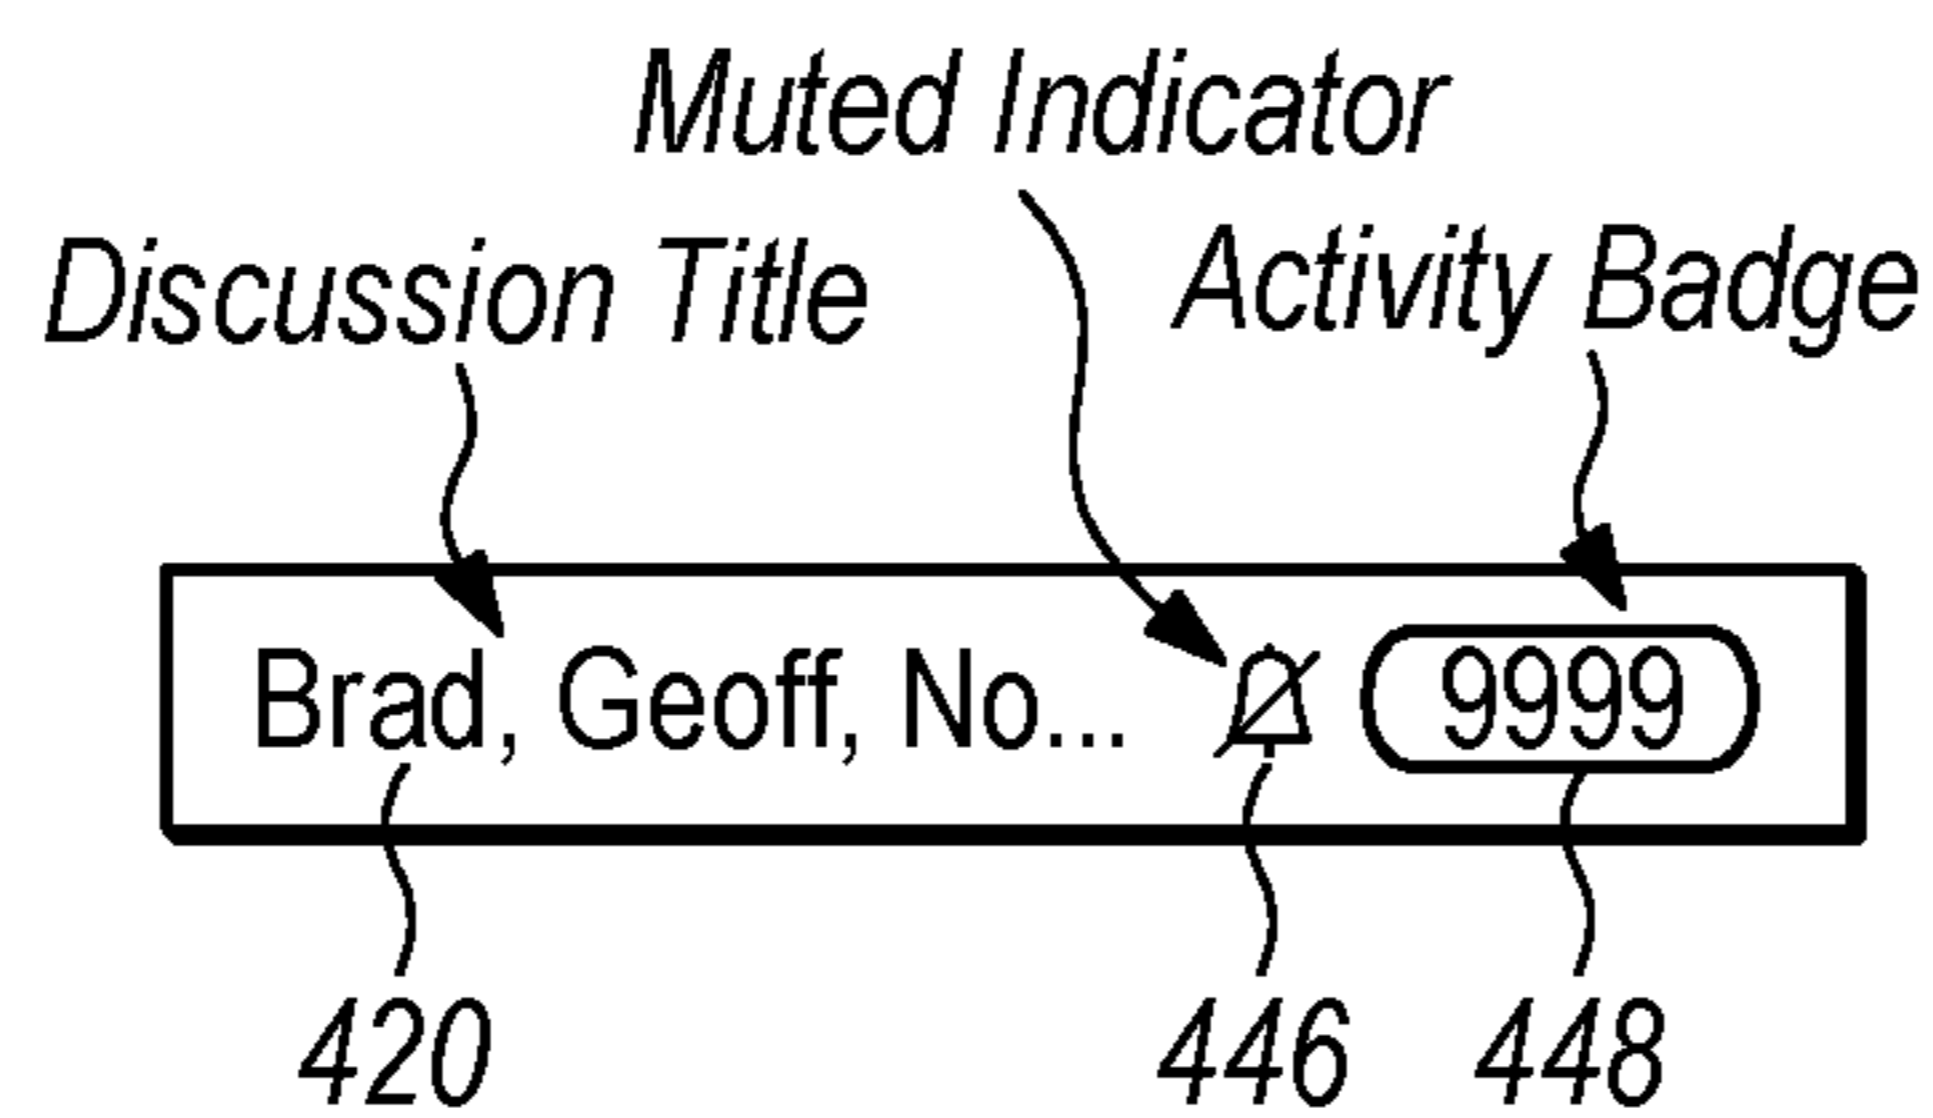 Muted Indicator
Discussion Title
Activity Badge
Brad, Geoff, No... 9999
420 446 448